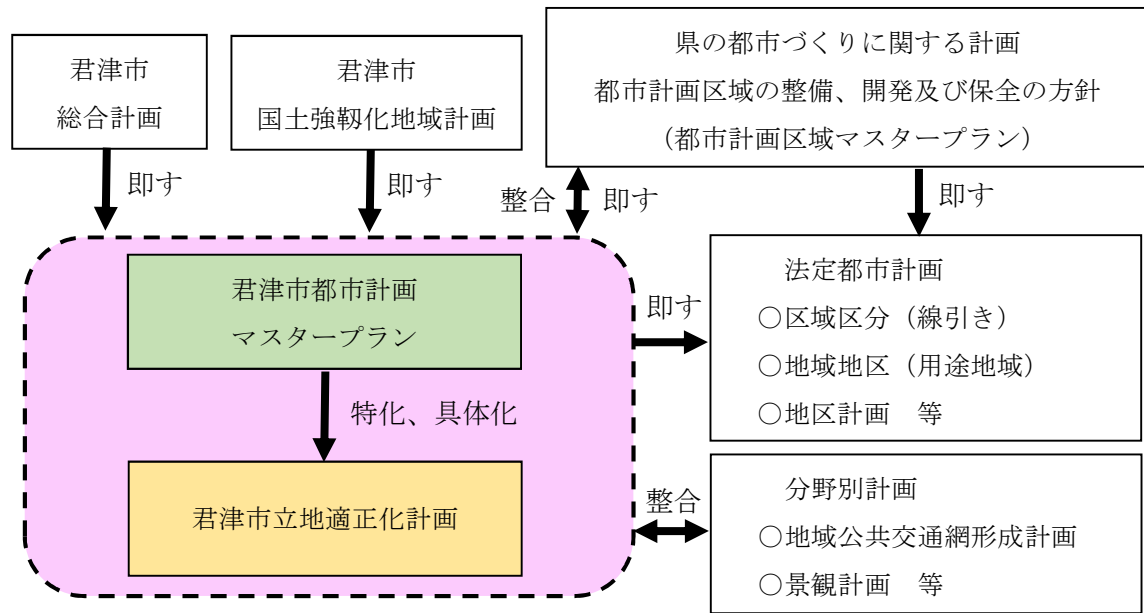 君津市
総合計画
君津市
国土強靱化地域計画
県の都市づくりに関する計画
都市計画区域の整備、開発及び保全の方針
（都市計画区域マスタープラン）
即す
即す
整合
即す
即す
君津市都市計画
マスタープラン
特化、具体化
君津市立地適正化計画
即す
法定都市計画
○区域区分（線引き）
○地域地区（用途地域）
○地区計画　等
整合
分野別計画
○地域公共交通網形成計画
○景観計画　等